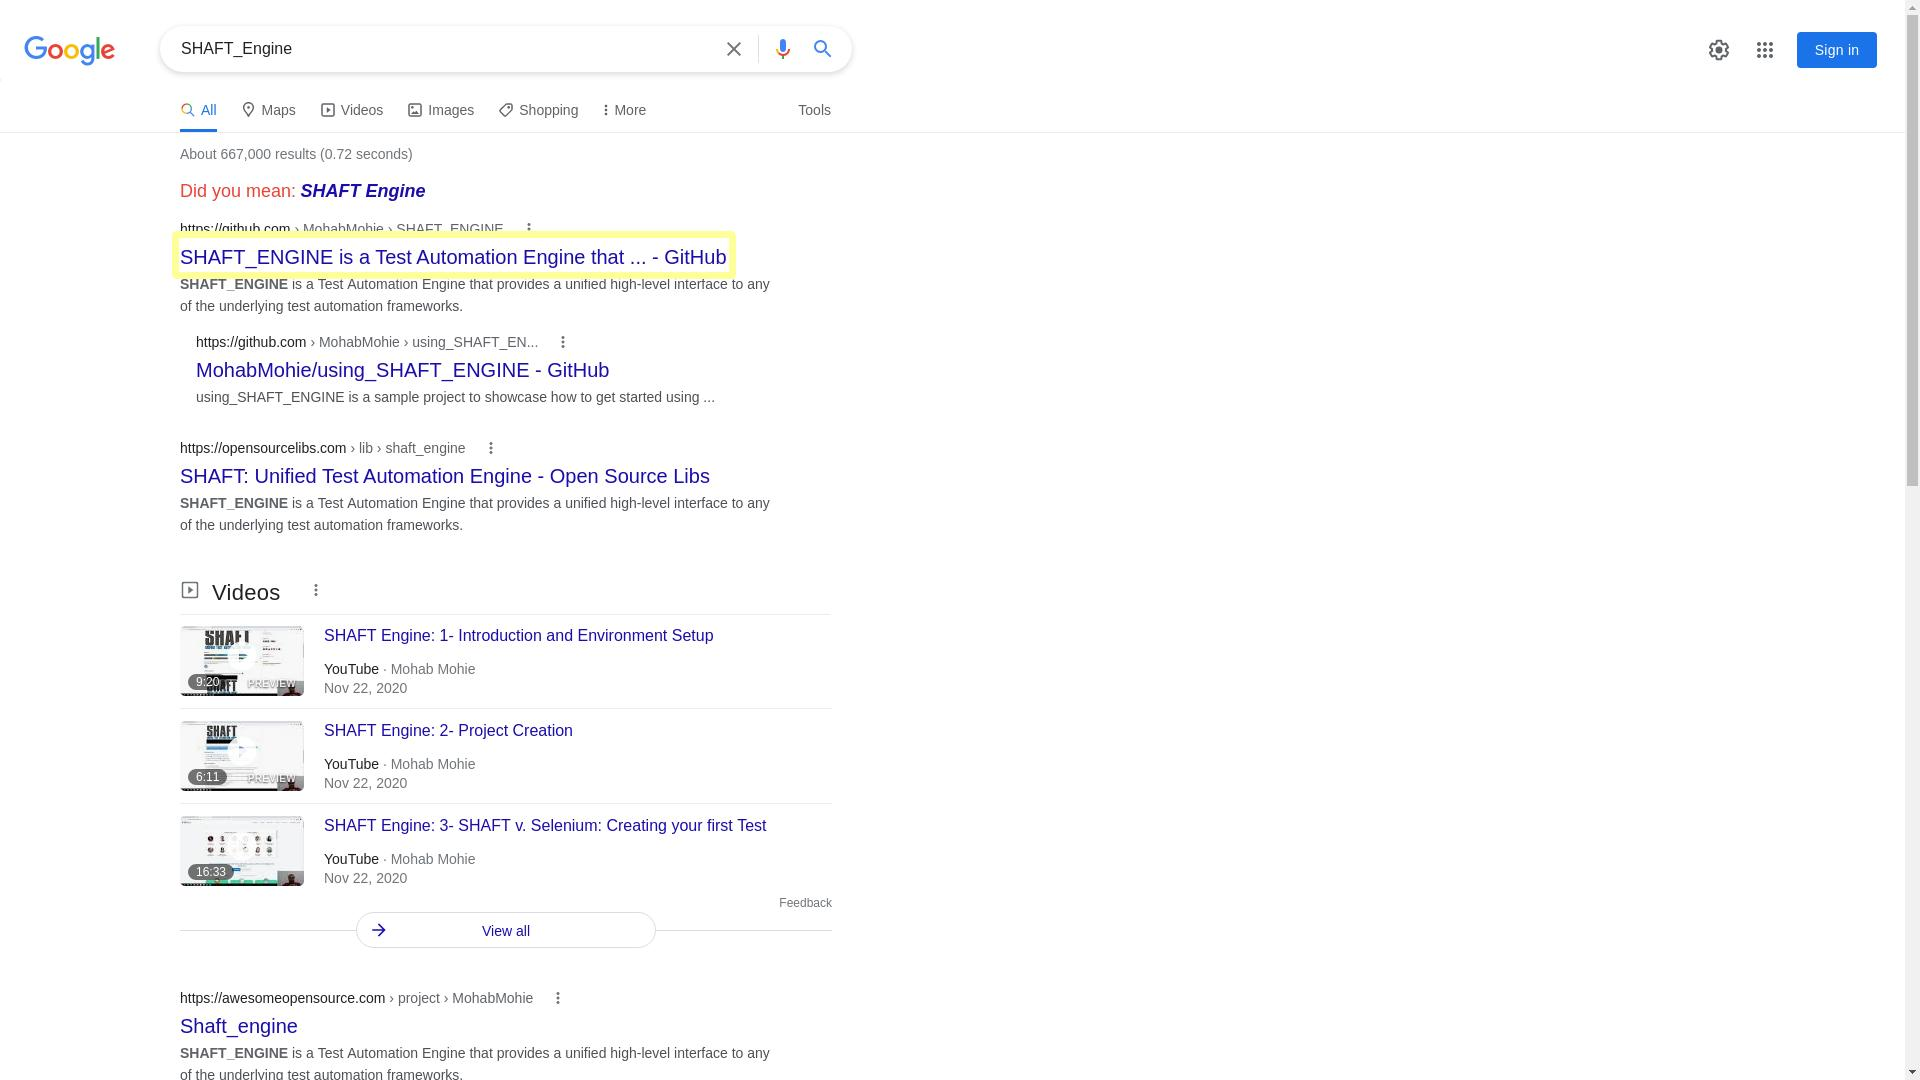 Google
SHAFT_Engine
Sign in
All Maps Videos Images Shopping More Tools
About 667,000 results (0.72 seconds)
Did you mean: SHAFT Engine
https://github.com › MohabMohie › SHAFT_ENGINE
SHAFT_ENGINE is a Test Automation Engine that ... - GitHub
SHAFT_ENGINE is a Test Automation Engine that provides a unified high-level interface to any
of the underlying test automation frameworks.
https://github.com › MohabMohie › using_SHAFT_EN...
MohabMohie/using_SHAFT_ENGINE - GitHub
using_SHAFT_ENGINE is a sample project to showcase how to get started using ...
https://opensourcelibs.com › lib › shaft_engine
SHAFT: Unified Test Automation Engine - Open Source Libs
SHAFT_ENGINE is a Test Automation Engine that provides a unified high-level interface to any
of the underlying test automation frameworks.
Videos
SHAFT
9:20
PREVIEW
SHAFT Engine: 1- Introduction and Environment Setup
YouTube · Mohab Mohie
Nov 22, 2020
SHAFT
6:11
PREVIEW
SHAFT Engine: 2- Project Creation
YouTube · Mohab Mohie
Nov 22, 2020
16:33
SHAFT Engine: 3- SHAFT v. Selenium: Creating your first Test
YouTube · Mohab Mohie
Nov 22, 2020
Feedback
View all
https://awesomeopensource.com › project › MohabMohie
Shaft_engine
SHAFT_ENGINE is a Test Automation Engine that provides a unified high-level interface to any
of the underlying test automation frameworks.